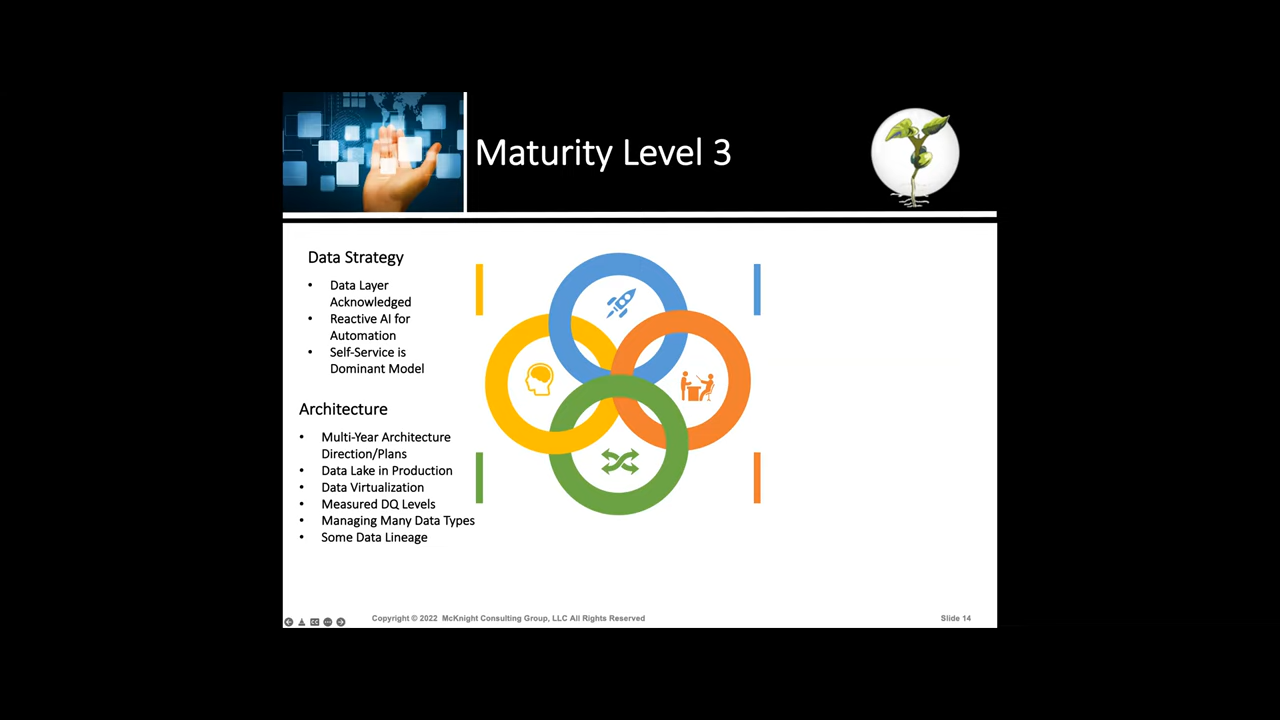 Maturity Level 3
Data Strategy
• Data Layer
Acknowledged
• Reactive AI for
Automation
• Self-Service is
Dominant Model
Architecture
• Multi-Year Architecture
Direction/Plans
• Data Lake in Production
• Data Virtualization
• Measured DQ Levels
• Managing Many Data Types
• Some Data Lineage
Copyright © 2022 McKnight Consulting Group, LLC All Rights Reserved
Slide 14